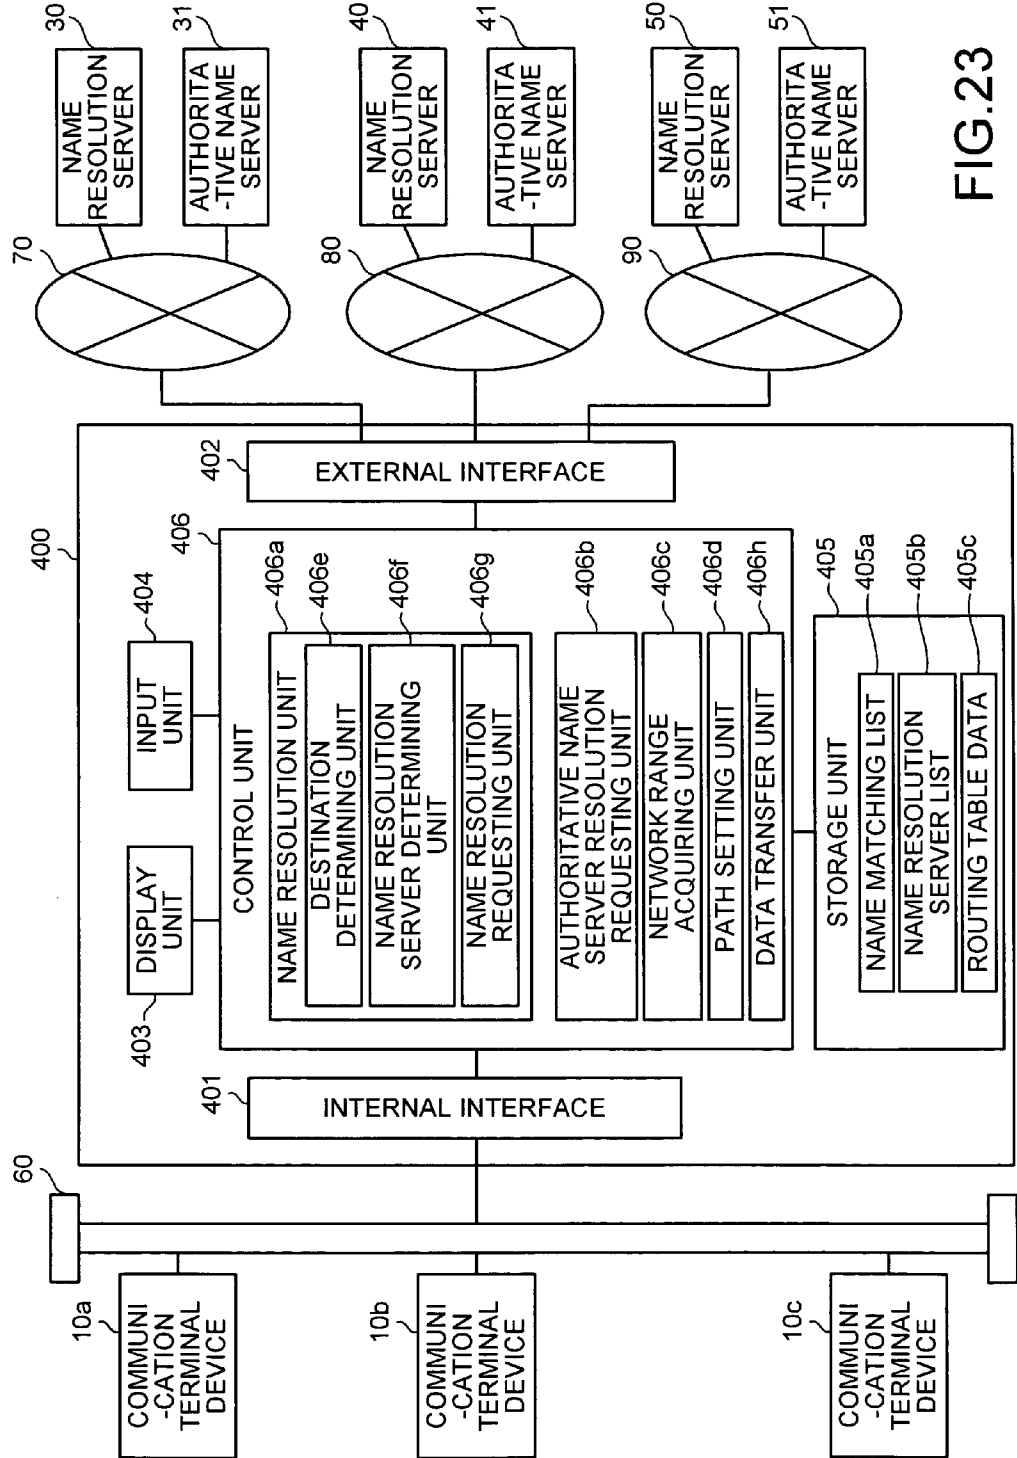 10a
COMMUNI
-CATION
TERMINAL
DEVICE
10b
COMMUNI
-CATION
TERMINAL
DEVICE
10c
COMMUNI
-CATION
TERMINAL
DEVICE
60
400
401
INTERNAL INTERFACE
403
DISPLAY
UNIT
404
INPUT
UNIT
406
CONTROL UNIT
406a
NAME RESOLUTION UNIT
406e
DESTINATION
DETERMINING UNIT
406f
NAME RESOLUTION
SERVER DETERMINING
UNIT
406g
NAME RESOLUTION
REQUESTING UNIT
406b
AUTHORITATIVE NAME
SERVER RESOLUTION
REQUESTING UNIT
406c
NETWORK RANGE
ACQUIRING UNIT
406d
PATH SETTING UNIT
406h
DATA TRANSFER UNIT
405
STORAGE UNIT
405a
NAME MATCHING LIST
405b
NAME RESOLUTION
SERVER LIST
405c
ROUTING TABLE DATA
402
EXTERNAL INTERFACE
70
30
NAME
RESOLUTION
SERVER
31
AUTHORITA
-TIVE NAME
SERVER
80
40
NAME
RESOLUTION
SERVER
41
AUTHORITA
-TIVE NAME
SERVER
90
50
NAME
RESOLUTION
SERVER
51
AUTHORITA
-TIVE NAME
SERVER
FIG.23